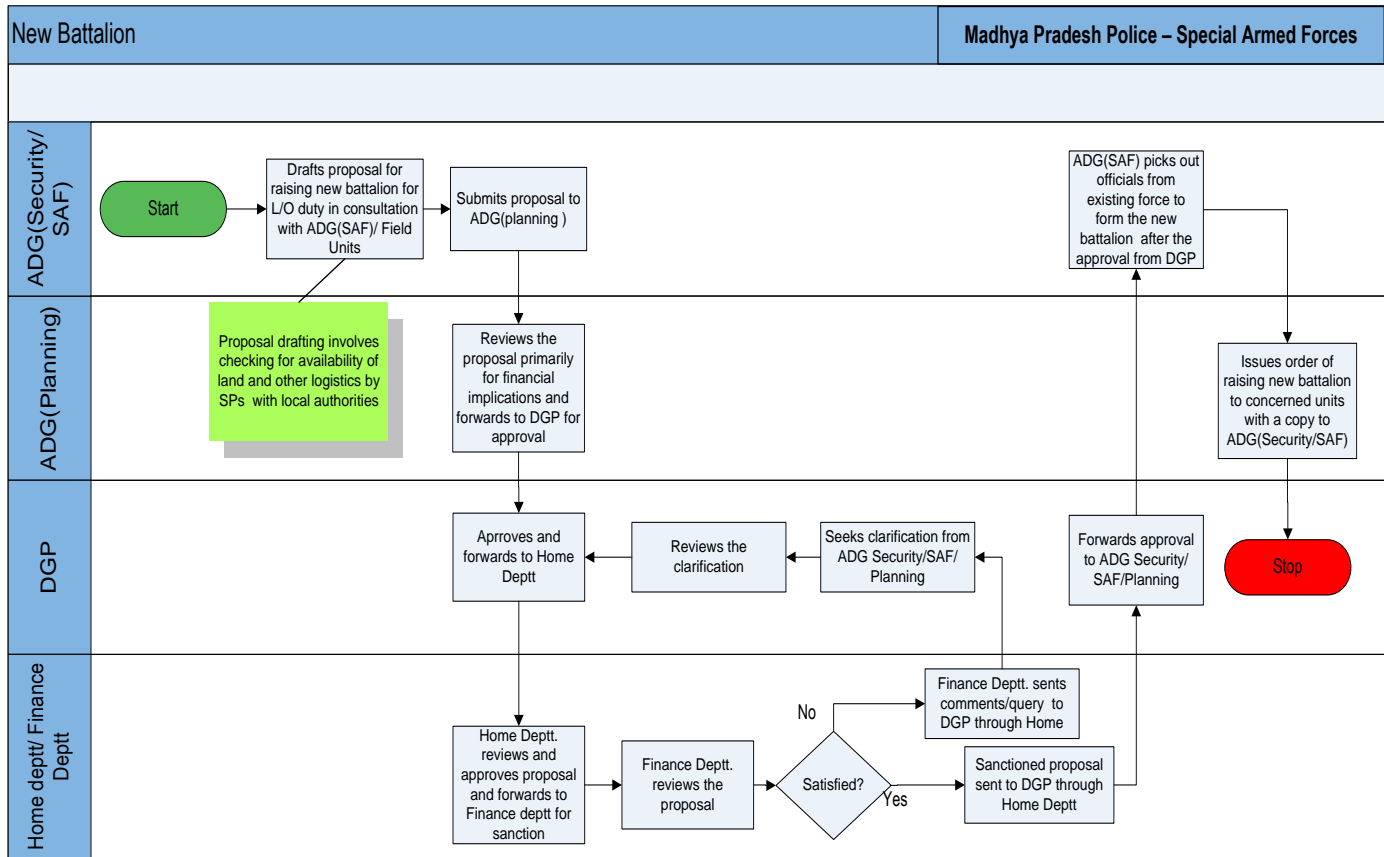 New Battalion
Madhya Pradesh Police – Special Armed Forces
ADG(Security/
SAF)
Start
Drafts proposal for
raising new battalion for
L/O duty in consultation
with ADG(SAF)/ Field
Units
Submits proposal to
ADG(planning )
ADG(SAF) picks out
officials from
existing force to
form the new
battalion after the
approval from DGP
ADG(Planning)
Proposal drafting involves
checking for availability of
land and other logistics by
SPs with local authorities
Reviews the
proposal primarily
for financial
implications and
forwards to DGP for
approval
Issues order of
raising new battalion
to concerned units
with a copy to
ADG(Security/SAF)
DGP
Aproves and
forwards to Home
Deptt
Reviews the
clarification
Seeks clarification from
ADG Security/SAF/
Planning
Forwards approval
to ADG Security/
SAF/Planning
Stop
Home deptt/ Finance
Deptt
Home Deptt.
reviews and
approves proposal
and forwards to
Finance deptt for
sanction
Finance Deptt.
reviews the
proposal
Satisfied?
No
Finance Deptt. sents
comments/query to
DGP through Home
Yes
Sanctioned proposal
sent to DGP through
Home Deptt